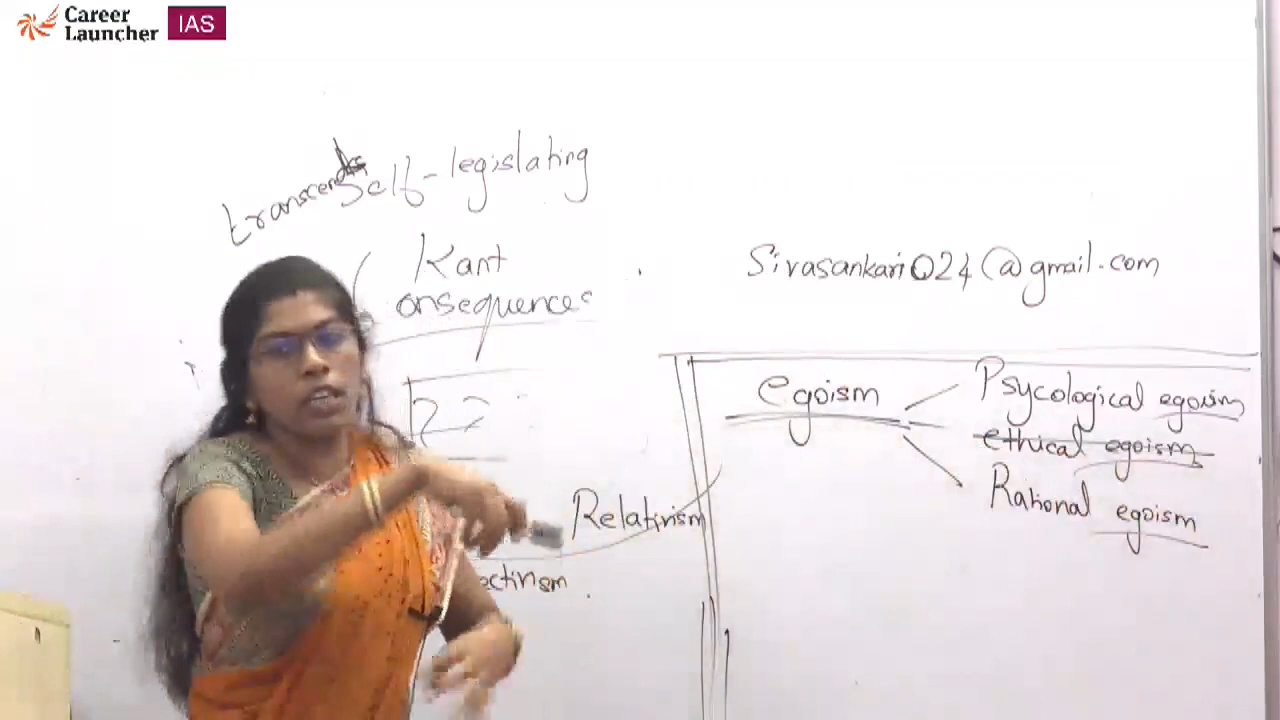 Career
Launcher
IAS
transcends
Self-legislating
Kant
onsequences
Sivasankari024@gmail.com
egoism
Psycological egoism
ethical egoism
Rational egoism
Relativism
ectivism